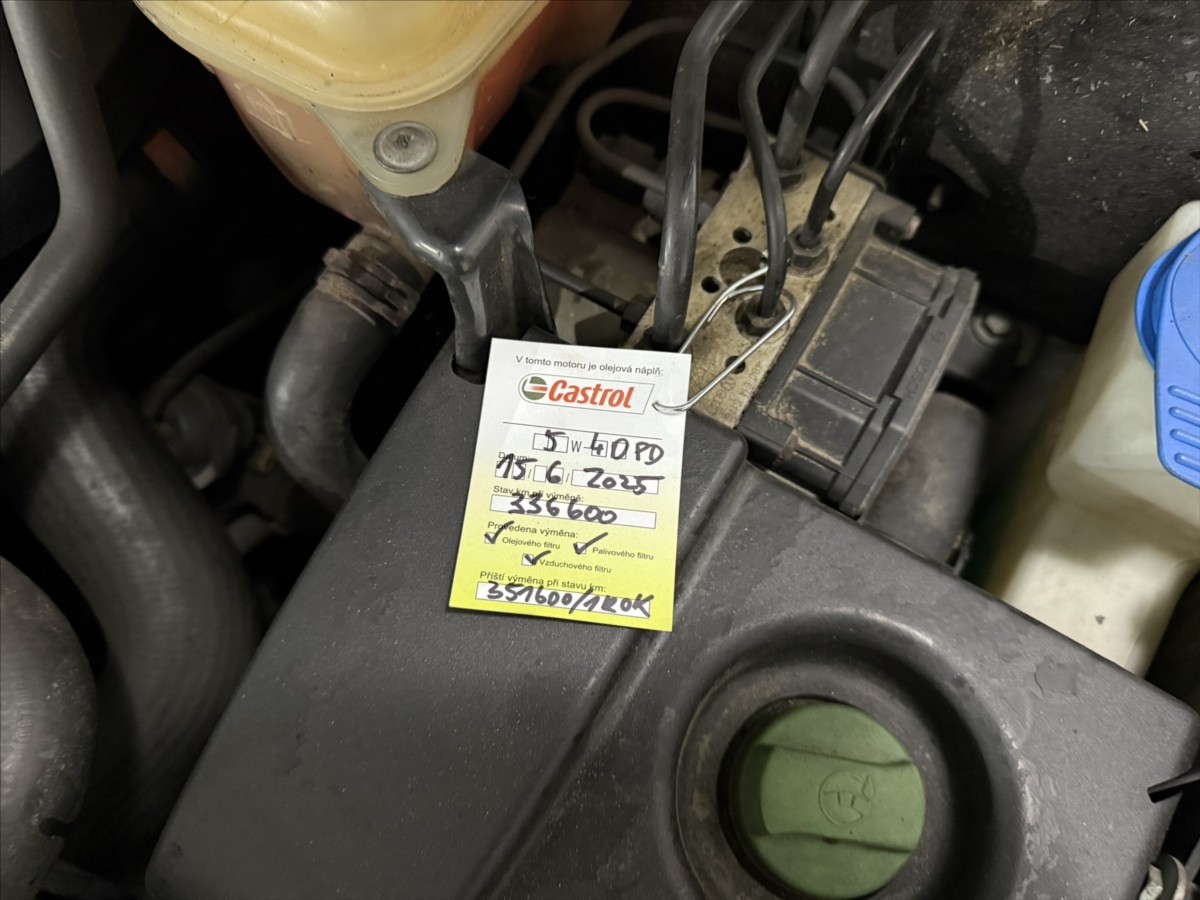 V tomto motoru je olejová náplň:
Castrol
5 W 40 PD
Datum: 15 / 6 / 2025
Stav km při výměně:
336600
Provedena výměna:
✓ Olejového filtru ✓ Palivového filtru
✓ Vzduchového filtru
Příští výměna při stavu km:
351600/1ROK